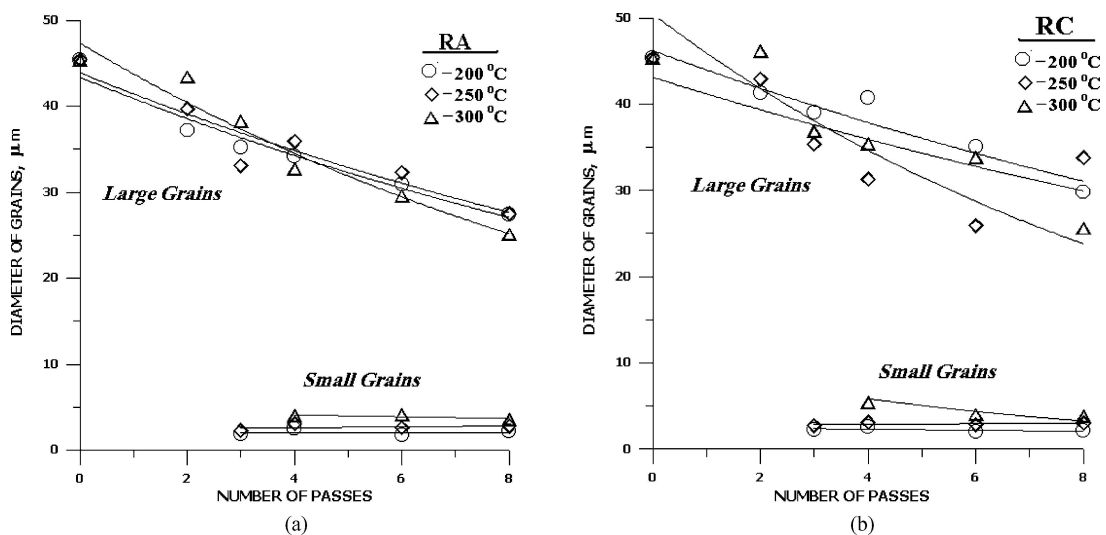 50
RA
−200 °C
−250 °C
−300 °C
40
DIAMETER OF GRAINS, μm
30
Large Grains
20
10
Small Grains
0
0 2 4 6 8
NUMBER OF PASSES
(a)
50
RC
−200 °C
−250 °C
−300 °C
40
DIAMETER OF GRAINS, μm
30
Large Grains
20
10
Small Grains
0
0 2 4 6 8
NUMBER OF PASSES
(b)